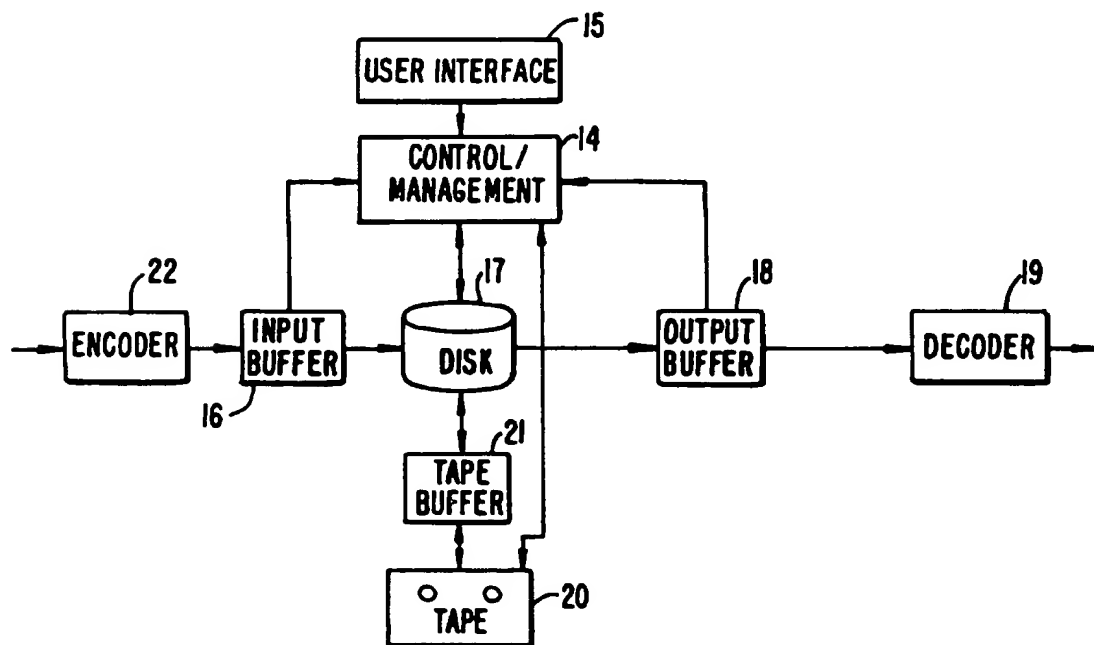 15
USER INTERFACE
14
CONTROL/
MANAGEMENT
22
ENCODER
INPUT
BUFFER
16
17
DISK
18
OUTPUT
BUFFER
19
DECODER
21
TAPE
BUFFER
TAPE
20